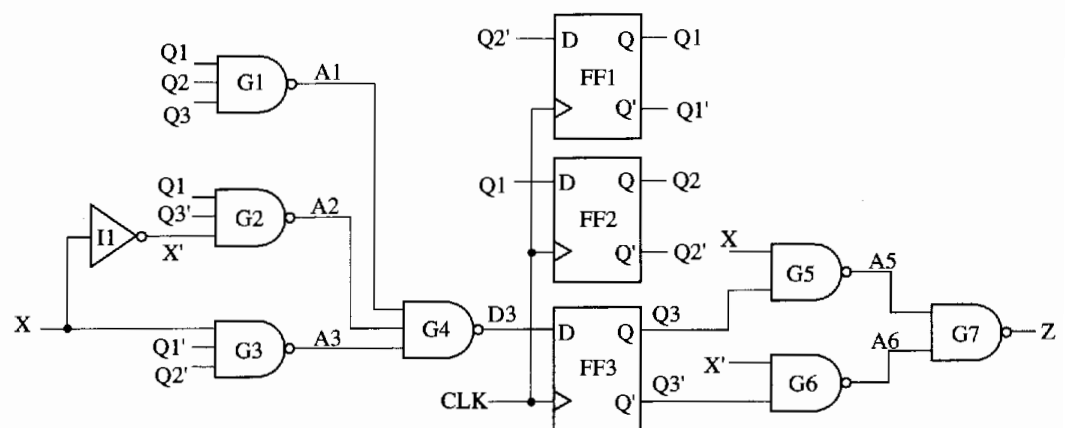 Q1
Q2
Q3
G1
A1
Q1
Q3'
X'
G2
A2
I1
X
Q1'
Q2'
G3
A3
G4
D3
CLK
Q2'
D
Q
Q1
FF1
Q'
Q1'
Q1
D
Q
Q2
FF2
Q'
Q2'
D
Q
Q3
FF3
Q'
Q3'
X
G5
A5
X'
G6
A6
G7
Z